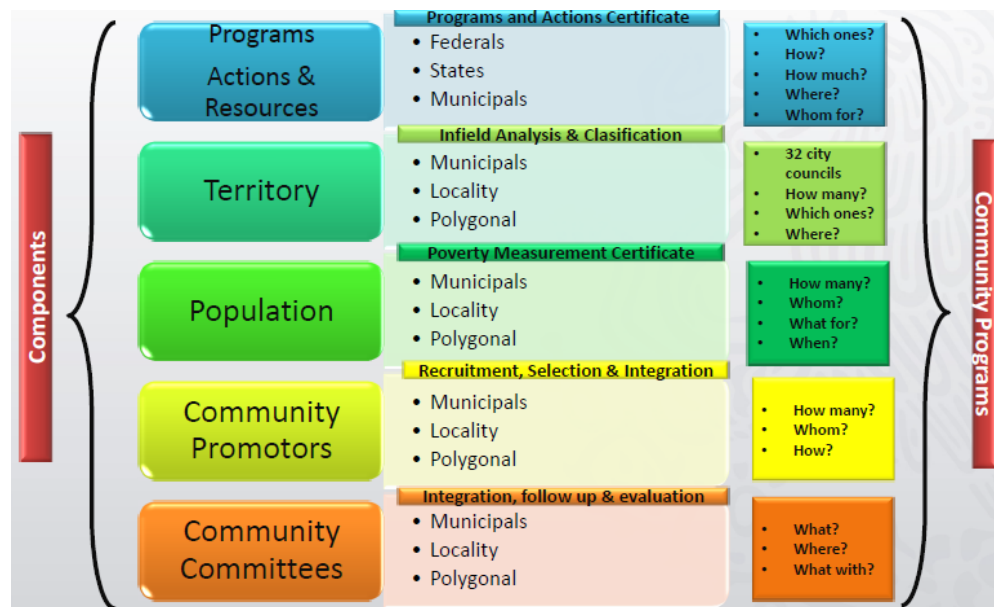 Components
Programs
Actions &
Resources
Programs and Actions Certificate
• Federals
• States
• Municipals
• Which ones?
• How?
• How much?
• Where?
• Whom for?
Territory
Infield Analysis & Clasification
• Municipals
• Locality
• Polygonal
• 32 city
councils
• How many?
• Which ones?
• Where?
Population
Poverty Measurement Certificate
• Municipals
• Locality
• Polygonal
• How many?
• Whom?
• What for?
• When?
Community
Promotors
Recruitment, Selection & Integration
• Municipals
• Locality
• Polygonal
• How many?
• Whom?
• How?
Community
Committees
Integration, follow up & evaluation
• Municipals
• Locality
• Polygonal
• What?
• Where?
• What with?
Community Programs